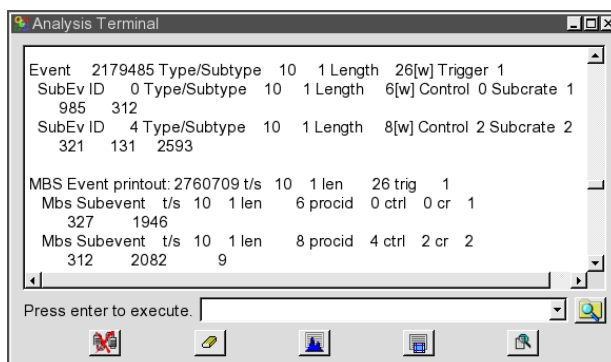 Analysis Terminal
Event 2179485 Type/Subtype 10 1 Length 26[w] Trigger 1
SubEv ID 0 Type/Subtype 10 1 Length 6[w] Control 0 Subcrate 1
985 312
SubEv ID 4 Type/Subtype 10 1 Length 8[w] Control 2 Subcrate 2
321 131 2593
MBS Event printout: 2760709 t/s 10 1 len 26 trig 1
Mbs Subevent t/s 10 1 len 6 procid 0 ctrl 0 cr 1
327 1946
Mbs Subevent t/s 10 1 len 8 procid 4 ctrl 2 cr 2
312 2082 9
Press enter to execute.